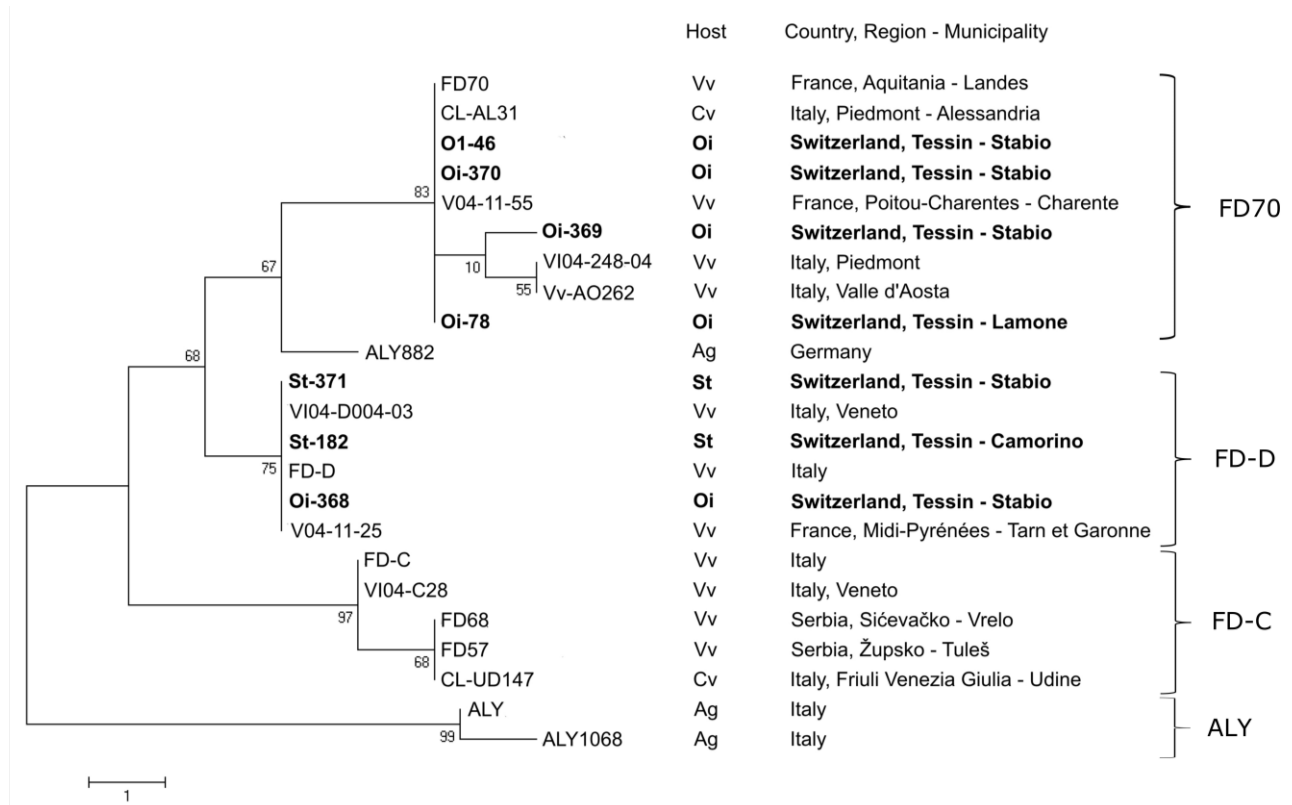 Host Country, Region - Municipality
FD70 Vv France, Aquitania - Landes
CL-AL31 Cv Italy, Piedmont - Alessandria
O1-46 Oi Switzerland, Tessin - Stabio
Oi-370 Oi Switzerland, Tessin - Stabio
83
V04-11-55 Vv France, Poitou-Charentes - Charente
FD70
Oi-369 Oi Switzerland, Tessin - Stabio
67 10
VI04-248-04 Vv Italy, Piedmont
55
Vv-AO262 Vv Italy, Valle d'Aosta
Oi-78 Oi Switzerland, Tessin - Lamone
68
ALY882 Ag Germany
St-371 St Switzerland, Tessin - Stabio
VI04-D004-03 Vv Italy, Veneto
St-182 St Switzerland, Tessin - Camorino
FD-D
75
FD-D Vv Italy
Oi-368 Oi Switzerland, Tessin - Stabio
V04-11-25 Vv France, Midi-Pyrénées - Tarn et Garonne
FD-C Vv Italy
VI04-C28 Vv Italy, Veneto
97
FD68 Vv Serbia, Sićevačko - Vrelo
FD-C
FD57 Vv Serbia, Župsko - Tuleš
68
CL-UD147 Cv Italy, Friuli Venezia Giulia - Udine
ALY Ag Italy
ALY
99
ALY1068 Ag Italy
1